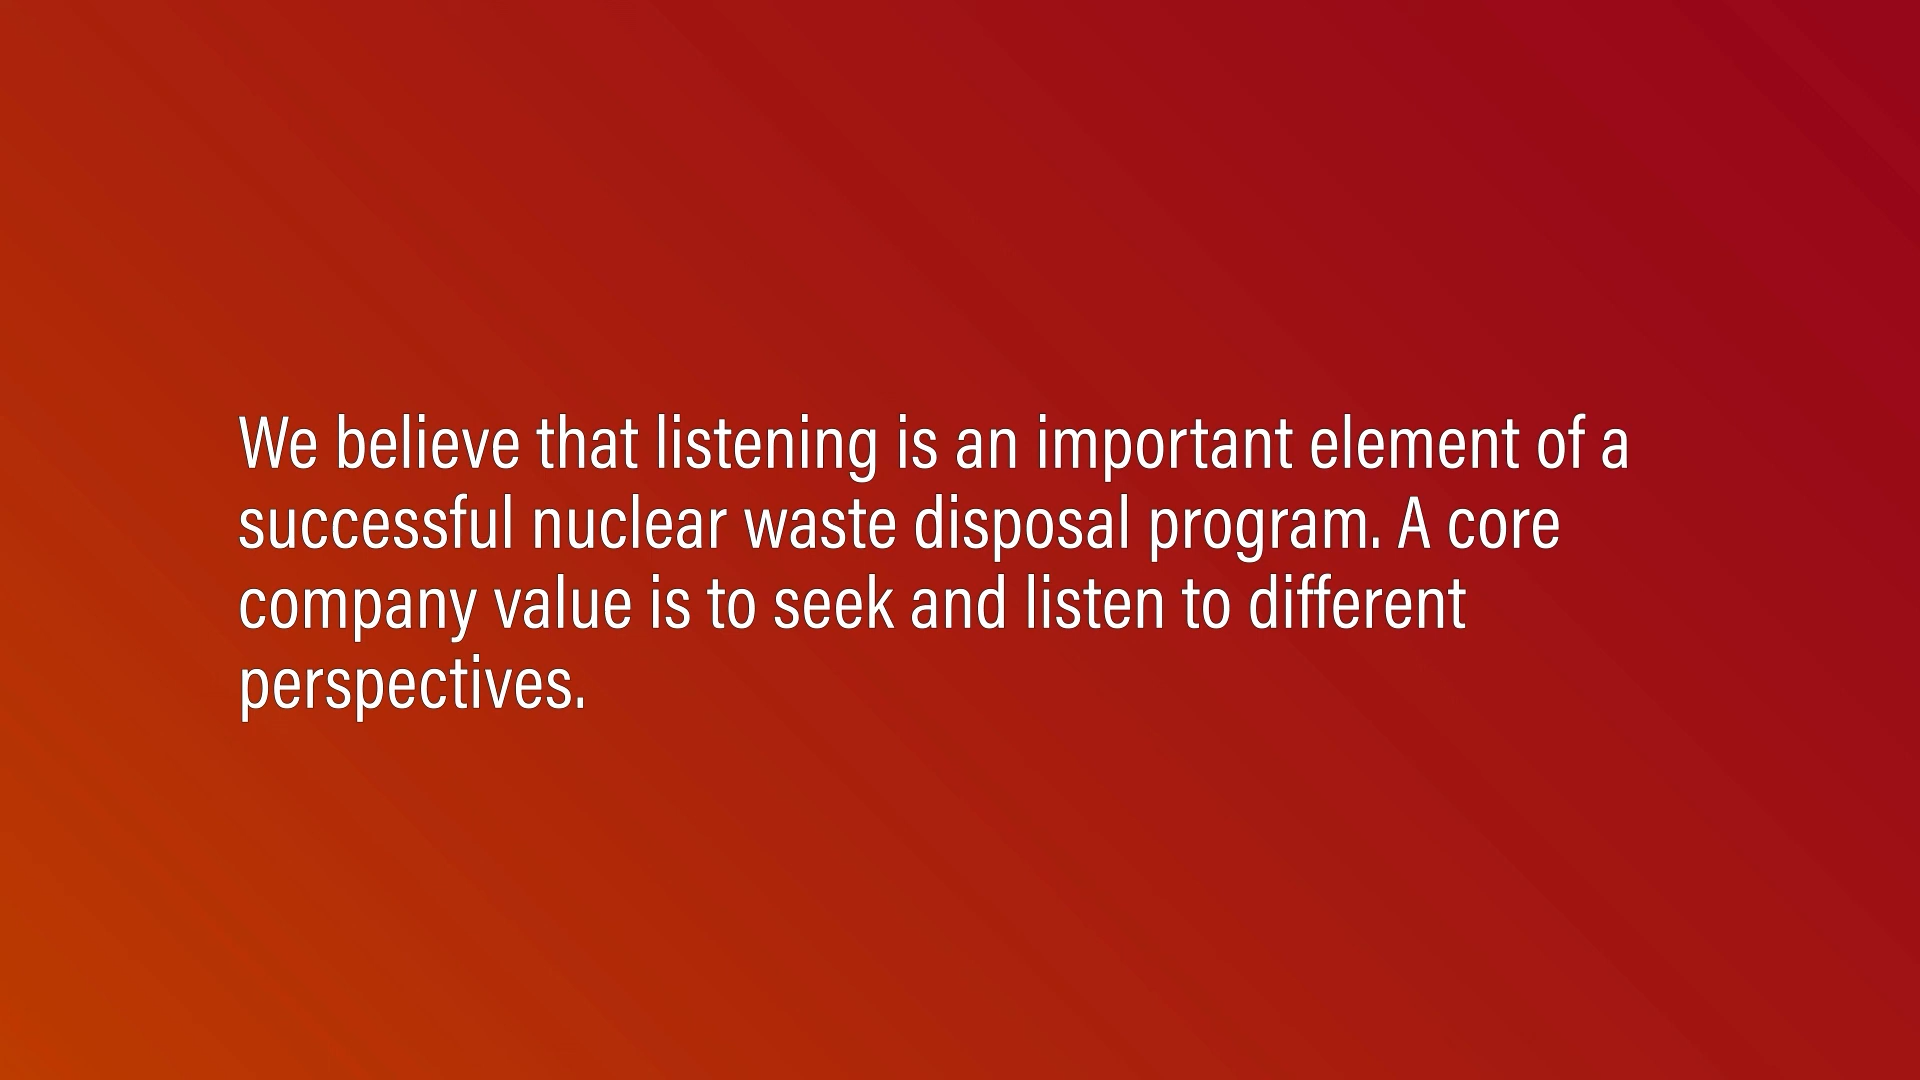 We believe that listening is an important element of a
successful nuclear waste disposal program. A core
company value is to seek and listen to different
perspectives.